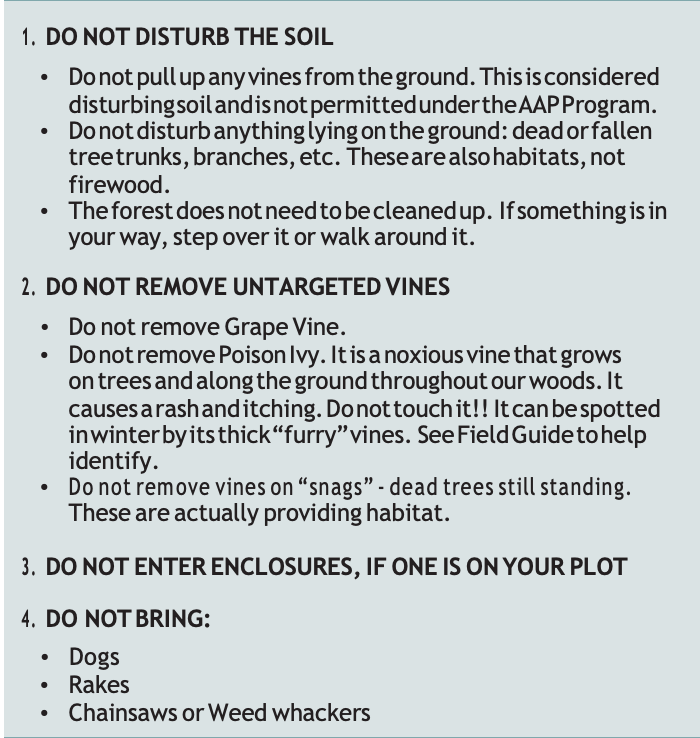 1. DO NOT DISTURB THE SOIL
• Do not pull up any vines from the ground. This is considered
disturbing soil and is not permitted under the AAP Program.
• Do not disturb anything lying on the ground: dead or fallen
tree trunks, branches, etc. These are also habitats, not
firewood.
• The forest does not need to be cleaned up. If something is in
your way, step over it or walk around it.
2. DO NOT REMOVE UNTARGETED VINES
• Do not remove Grape Vine.
• Do not remove Poison Ivy. It is a noxious vine that grows
on trees and along the ground throughout our woods. It
causes a rash and itching. Do not touch it!! It can be spotted
in winter by its thick “furry” vines. See Field Guide to help
identify.
• Do not remove vines on “snags” - dead trees still standing.
These are actually providing habitat.
3. DO NOT ENTER ENCLOSURES, IF ONE IS ON YOUR PLOT
4. DO NOT BRING:
• Dogs
• Rakes
• Chainsaws or Weed whackers